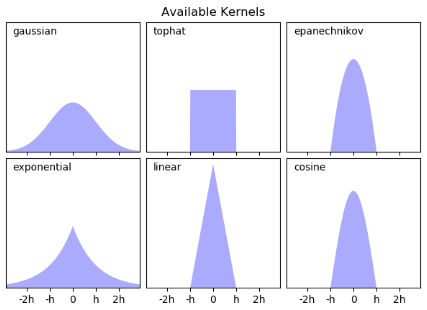 Available Kernels
gaussian tophat epanechnikov
exponential linear cosine
-2h -h 0 h 2h -2h -h 0 h 2h -2h -h 0 h 2h